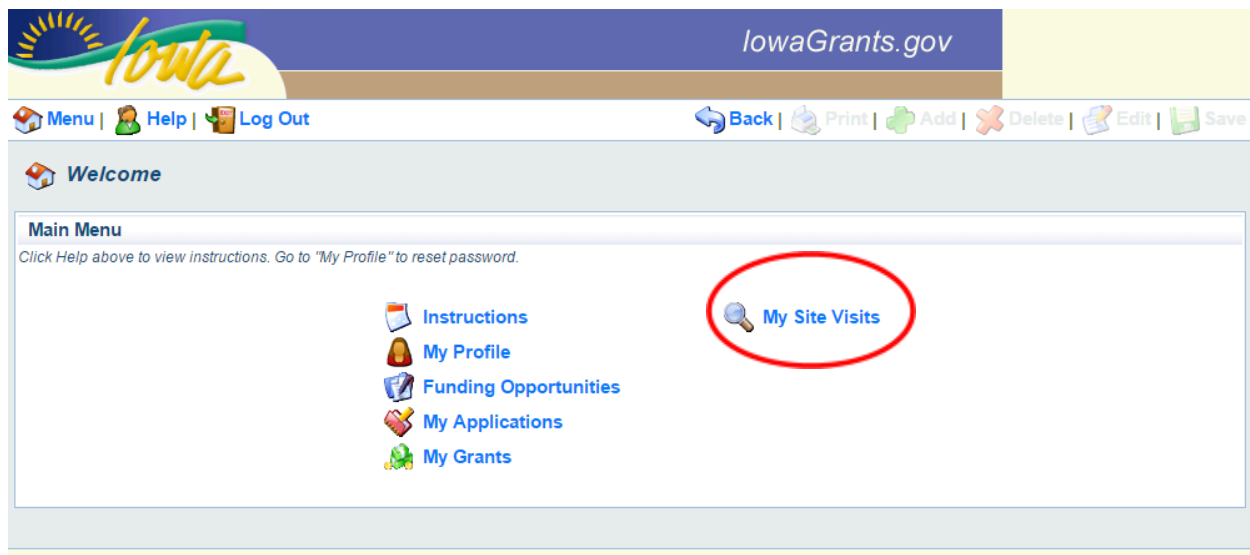 Iowa
IowaGrants.gov
Menu | Help | Log Out
Back | Print | Add | Delete | Edit | Save
Welcome
Main Menu
Click Help above to view instructions. Go to "My Profile" to reset password.
Instructions
My Profile
Funding Opportunities
My Applications
My Grants
My Site Visits